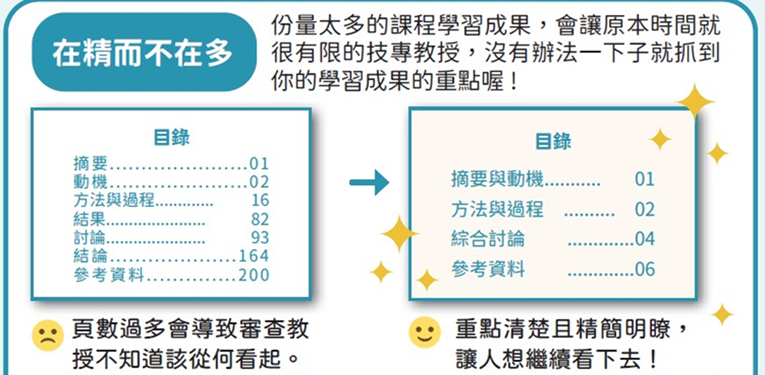 在精而不在多
份量太多的課程學習成果，會讓原本時間就
很有限的技專教授，沒有辦法一下子就抓到
你的學習成果的重點喔！
目錄
摘要......................01
動機......................02
方法與過程............. 16
結果...................... 82
討論...................... 93
結論....................164
參考資料...............200
頁數過多會導致審查教
授不知道該從何看起。
目錄
摘要與動機........... 01
方法與過程 .......... 02
綜合討論 .............04
參考資料 .............06
重點清楚且精簡明瞭，
讓人想繼續看下去！